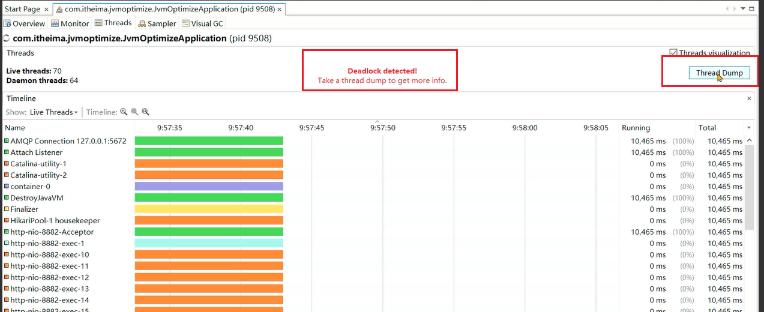 Start Page
com.itheima.jvmoptimize.JvmOptimizeApplication (pid 9508)
Overview Monitor Threads Sampler Visual GC
com.itheima.jvmoptimize.JvmOptimizeApplication (pid 9508)
Threads
Threads visualization
Live threads: 70
Daemon threads: 64
Deadlock detected!
Take a thread dump to get more info.
Thread Dump
Timeline
Show: Live Threads Timeline:
Name 9:57:35 9:57:40 9:57:45 9:57:50 9:57:55 9:58:00 9:58:05 Running Total
AMQP Connection 127.0.0.1:5672 10,465 ms (100%) 10,465 ms
Attach Listener 10,465 ms (100%) 10,465 ms
Catalina-utility-1 0 ms (0%) 10,465 ms
Catalina-utility-2 0 ms (0%) 10,465 ms
container-0 0 ms (0%) 10,465 ms
DestroyJavaVM 10,465 ms (100%) 10,465 ms
Finalizer 0 ms (0%) 10,465 ms
HikariPool-1 housekeeper 0 ms (0%) 10,465 ms
http-nio-8882-Acceptor 10,465 ms (100%) 10,465 ms
http-nio-8882-exec-1 0 ms (0%) 10,465 ms
http-nio-8882-exec-10 0 ms (0%) 10,465 ms
http-nio-8882-exec-11 0 ms (0%) 10,465 ms
http-nio-8882-exec-12 0 ms (0%) 10,465 ms
http-nio-8882-exec-13 0 ms (0%) 10,465 ms
http-nio-8882-exec-14 0 ms (0%) 10,465 ms
http-nio-8882-exec-15 0 ms (0%) 10,465 ms